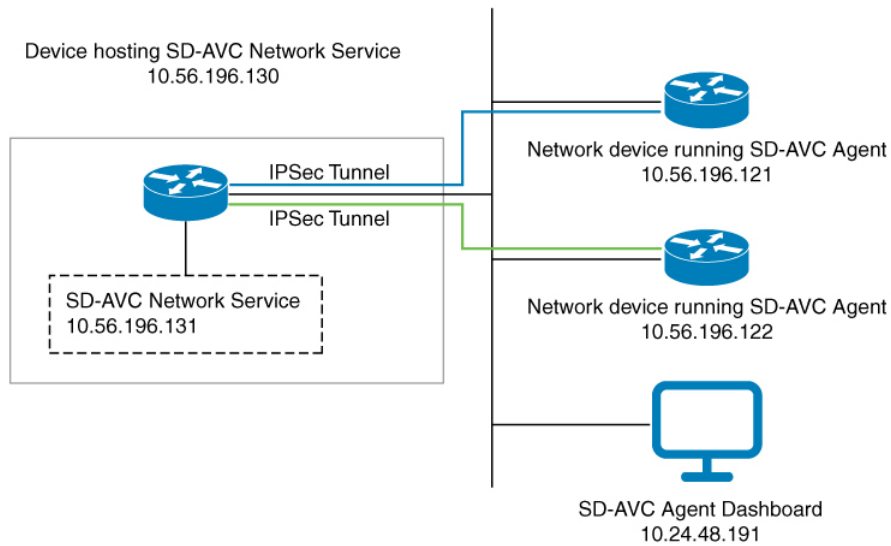 Device hosting SD-AVC Network Service
10.56.196.130
IPSec Tunnel
IPSec Tunnel
SD-AVC Network Service
10.56.196.131
Network device running SD-AVC Agent
10.56.196.121
Network device running SD-AVC Agent
10.56.196.122
SD-AVC Agent Dashboard
10.24.48.191